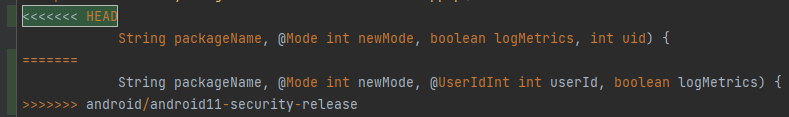 <<<<<<< HEAD
            String packageName, @Mode int newMode, boolean logMetrics, int uid) {
=======
            String packageName, @Mode int newMode, @UserIdInt int userId, boolean logMetrics) {
>>>>>>> android/android11-security-release